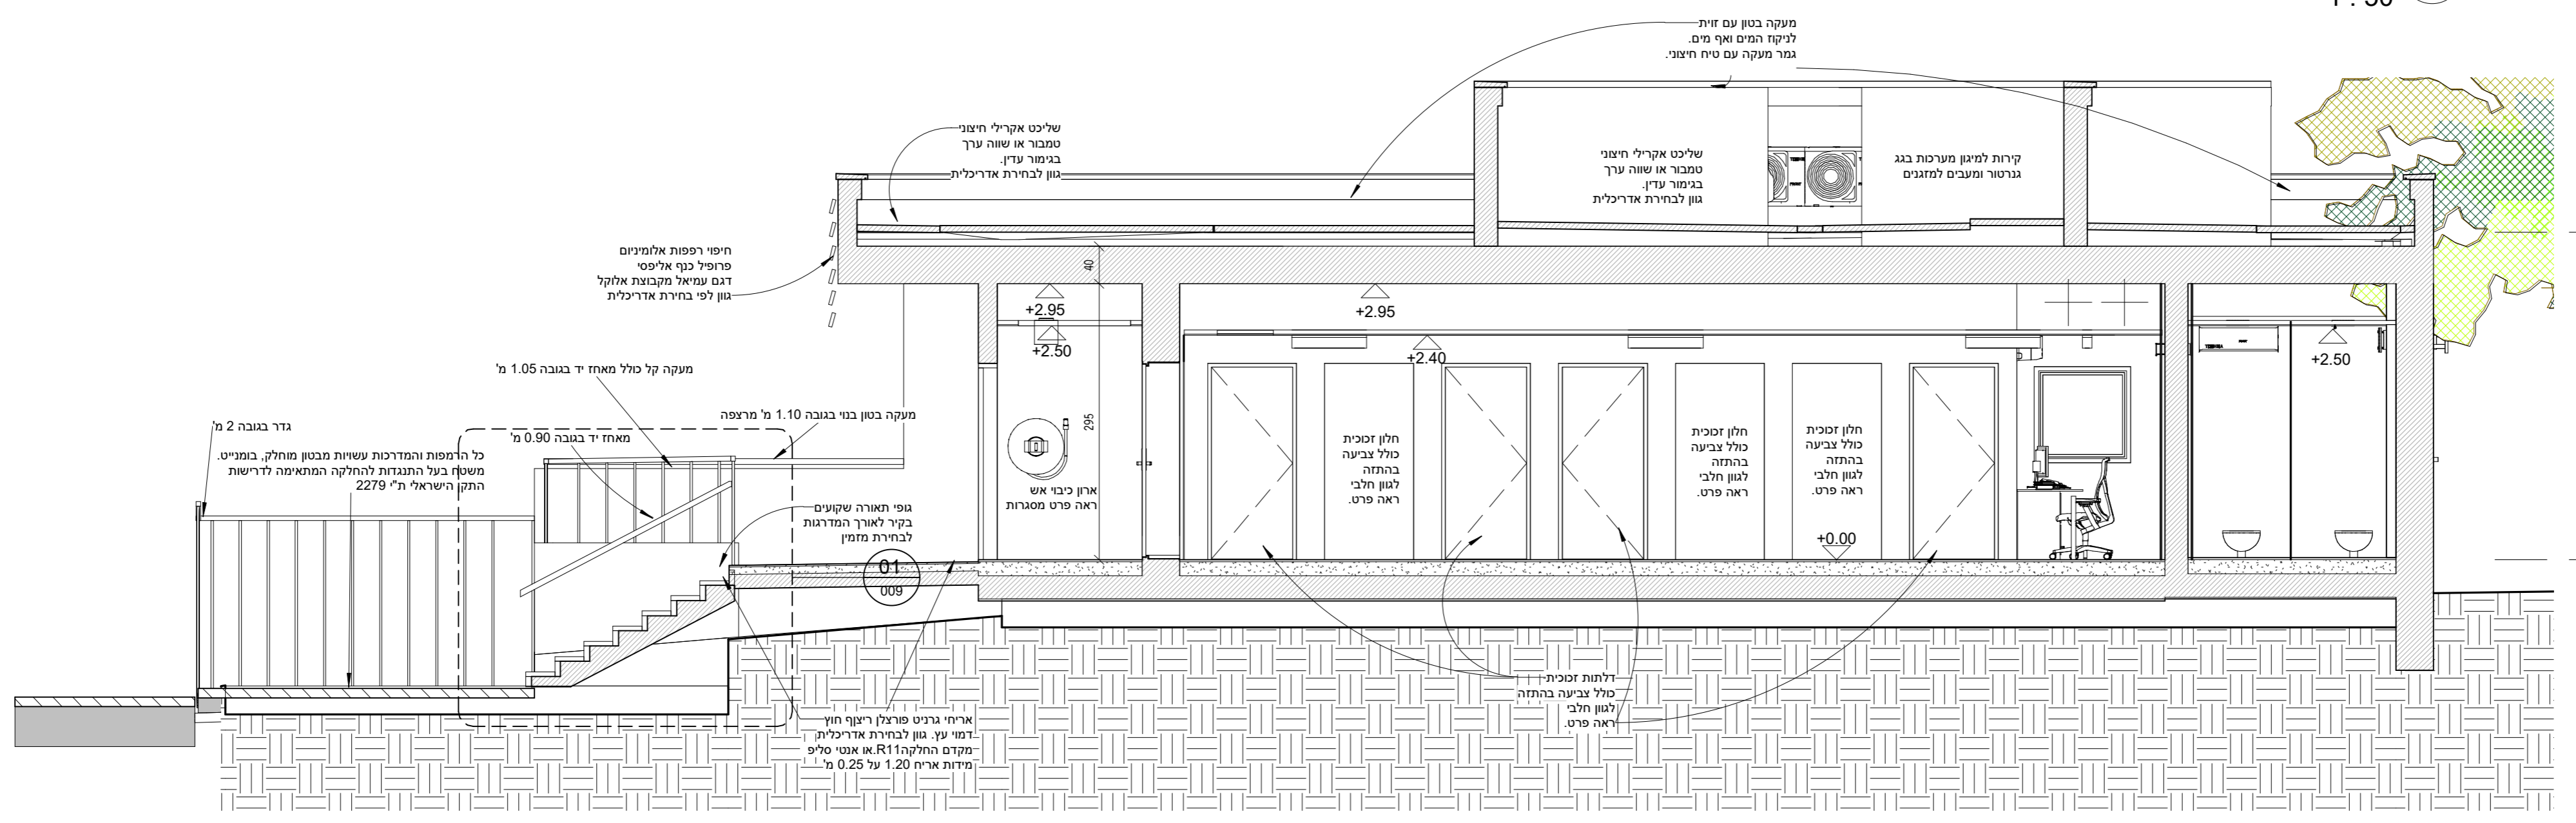 1 : 50
מעקה בטון עם זוית
לניקוז המים ואף מים.
גמר מעקה עם טיח חיצוני.
שליכט אקרילי חיצוני
טמבור או שווה ערך
בגימור עדין.
גוון לבחירת אדריכלית
שליכט אקרילי חיצוני
טמבור או שווה ערך
בגימור עדין.
גוון לבחירת אדריכלית
קירות למיגון מערכות בגג
גנרטור ומעבים למזגנים
חיפוי רפפות אלומיניום
פרופיל כנף אליפסי
דגם עמיאל מקבוצת אלוקל
גוון לפי בחירת אדריכלית
40
+2.95
+2.95
+2.50
+2.40
+2.50
295
מעקה קל כולל מאחז יד בגובה 1.05 מ'
מעקה בטון בנוי בגובה 1.10 מ' מרצפה
גדר בגובה 2 מ'
מאחז יד בגובה 0.90 מ'
כל הרמפות והמדרכות עשויות מבטון מוחלק, בומנייט.
משטח בעל התנגדות להחלקה המתאימה לדרישות
התקן הישראלי ת"י 2279
ארון כיבוי אש
ראה פרט מסגרות
חלון זכוכית
כולל צביעה
בהתזה
לגוון חלבי
ראה פרט.
חלון זכוכית
כולל צביעה
בהתזה
לגוון חלבי
ראה פרט.
חלון זכוכית
כולל צביעה
בהתזה
לגוון חלבי
ראה פרט.
גופי תאורה שקועים
בקיר לאורך המדרגות
לבחירת מזמין
+0.00
01
009
דלתות זכוכית
כולל צביעה בהתזה
לגוון חלבי
ראה פרט.
אריחי גרניט פורצלן ריצוף חוץ
דמוי עץ. גוון לבחירת אדריכלית
מקדם החלקה R11.או אנטי סליפ
מידות אריח 1.20 על 0.25 מ'